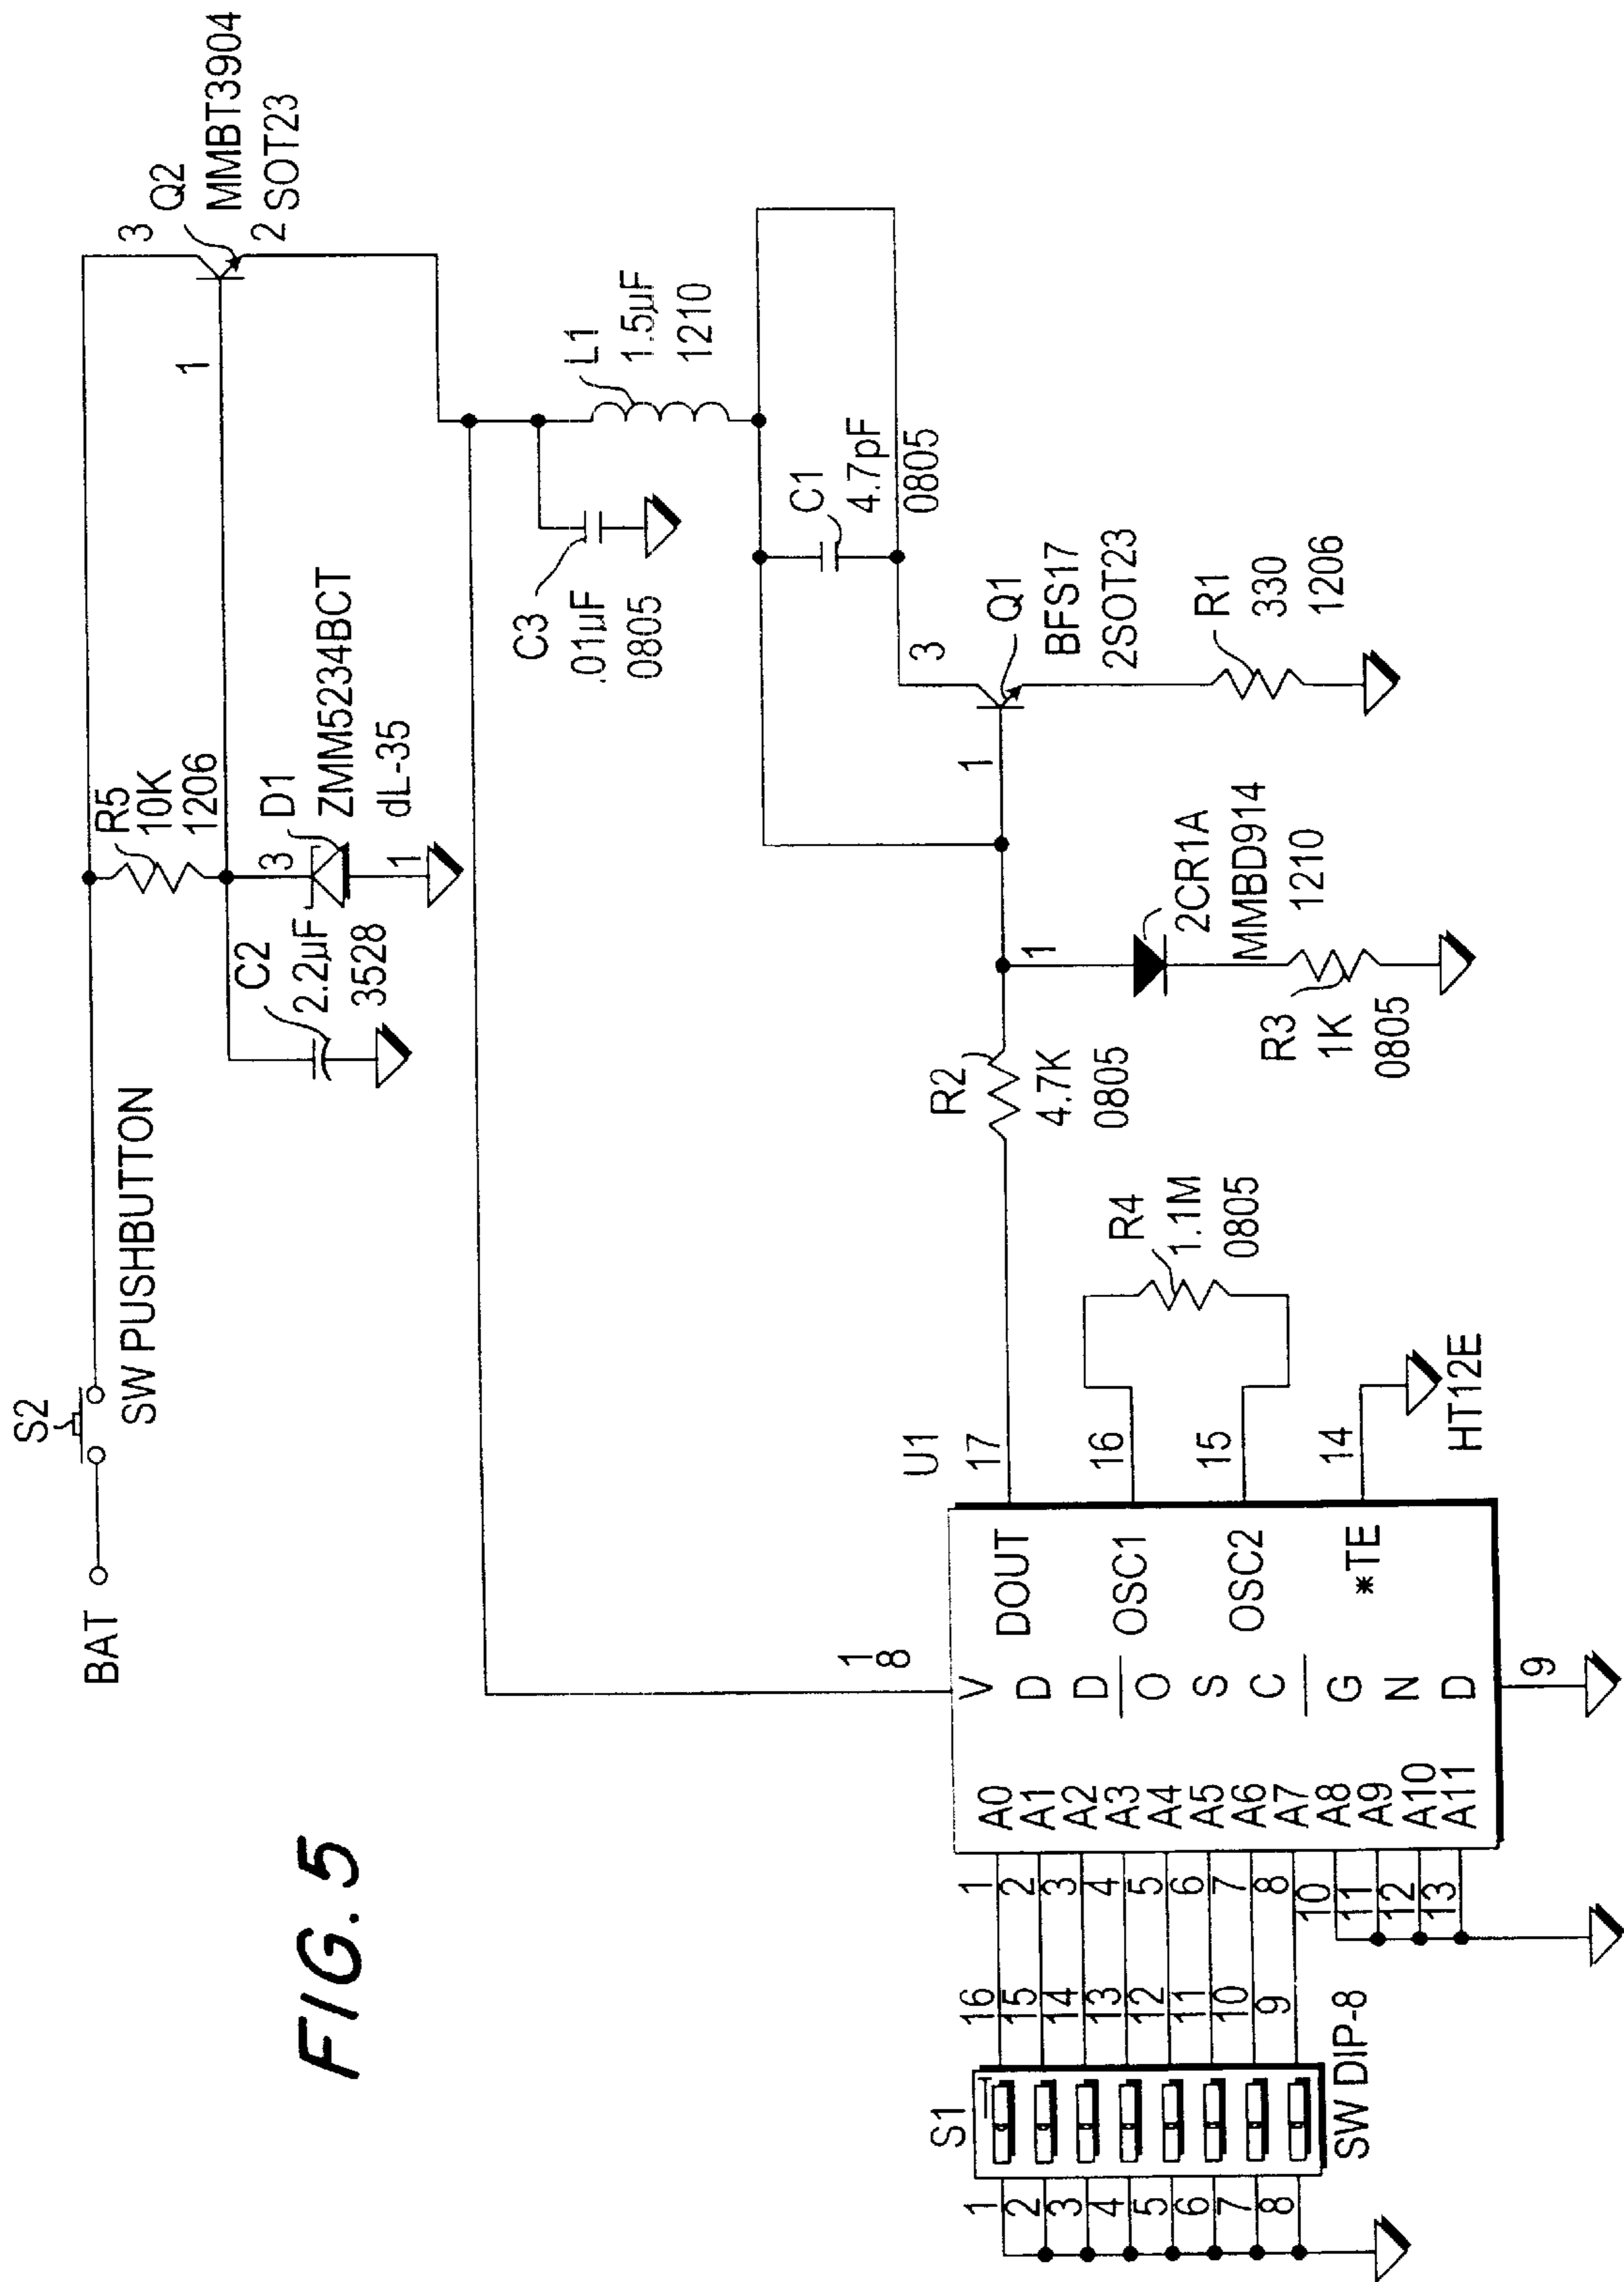 FIG. 5
BAT
S2
SW PUSHBUTTON
R5
10K
1206
C2
2.2µF
3528
3
D1
ZMM5234BCT
dL-35
1
1
3
Q2
MMBT3904
SOT23
2
C3
.01µF
0805
L1
1.5µF
1210
C1
4.7pF
0805
3
Q1
BFS17
2SOT23
1
R1
330
1206
1
2CR1A
MMBD914
1210
R3
1K
0805
R2
4.7K
0805
R4
1.1M
0805
U1
17
16
15
14
HT12E
1
8
V
D
D
O
S
C
G
N
D
9
DOUT
OSC1
OSC2
*TE
A0
A1
A2
A3
A4
A5
A6
A7
A8
A9
A10
A11
1
2
3
4
5
6
7
8
10
11
12
13
16
15
14
13
12
11
10
9
S1
SW DIP-8
1
2
3
4
5
6
7
8